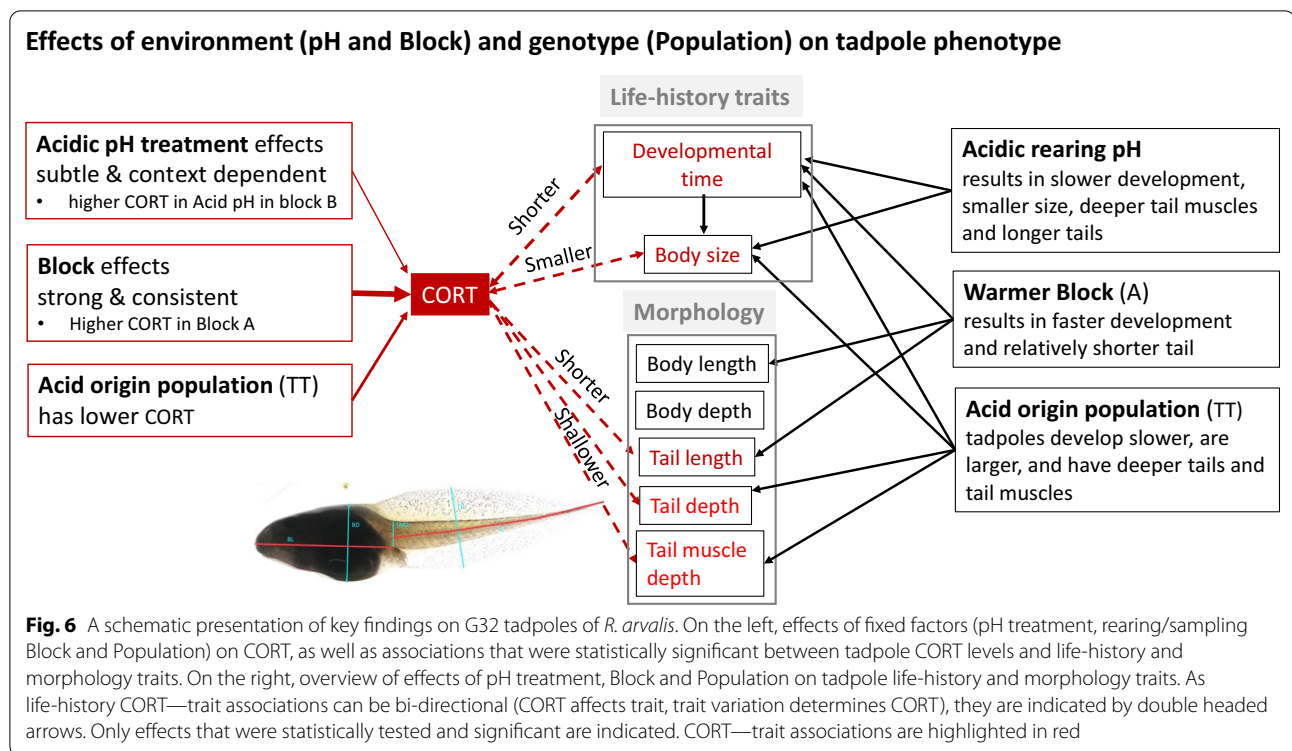 Effects of environment (pH and Block) and genotype (Population) on tadpole phenotype
Acidic pH treatment effects
subtle & context dependent
• higher CORT in Acid pH in block B
Block effects
strong & consistent
• Higher CORT in Block A
Acid origin population (TT)
has lower CORT
CORT
Shorter
Smaller
Shorter
Shallower
Life-history traits
Developmental
time
Body size
Morphology
Body length
Body depth
Tail length
Tail depth
Tail muscle
depth
Acidic rearing pH
results in slower development,
smaller size, deeper tail muscles
and longer tails
Warmer Block (A)
results in faster development
and relatively shorter tail
Acid origin population (TT)
tadpoles develop slower, are
larger, and have deeper tails and
tail muscles
BL
BD
Fig. 6 A schematic presentation of key findings on G32 tadpoles of R. arvalis. On the left, effects of fixed factors (pH treatment, rearing/sampling
Block and Population) on CORT, as well as associations that were statistically significant between tadpole CORT levels and life-history and
morphology traits. On the right, overview of effects of pH treatment, Block and Population on tadpole life-history and morphology traits. As
life-history CORT—trait associations can be bi-directional (CORT affects trait, trait variation determines CORT), they are indicated by double headed
arrows. Only effects that were statistically tested and significant are indicated. CORT—trait associations are highlighted in red